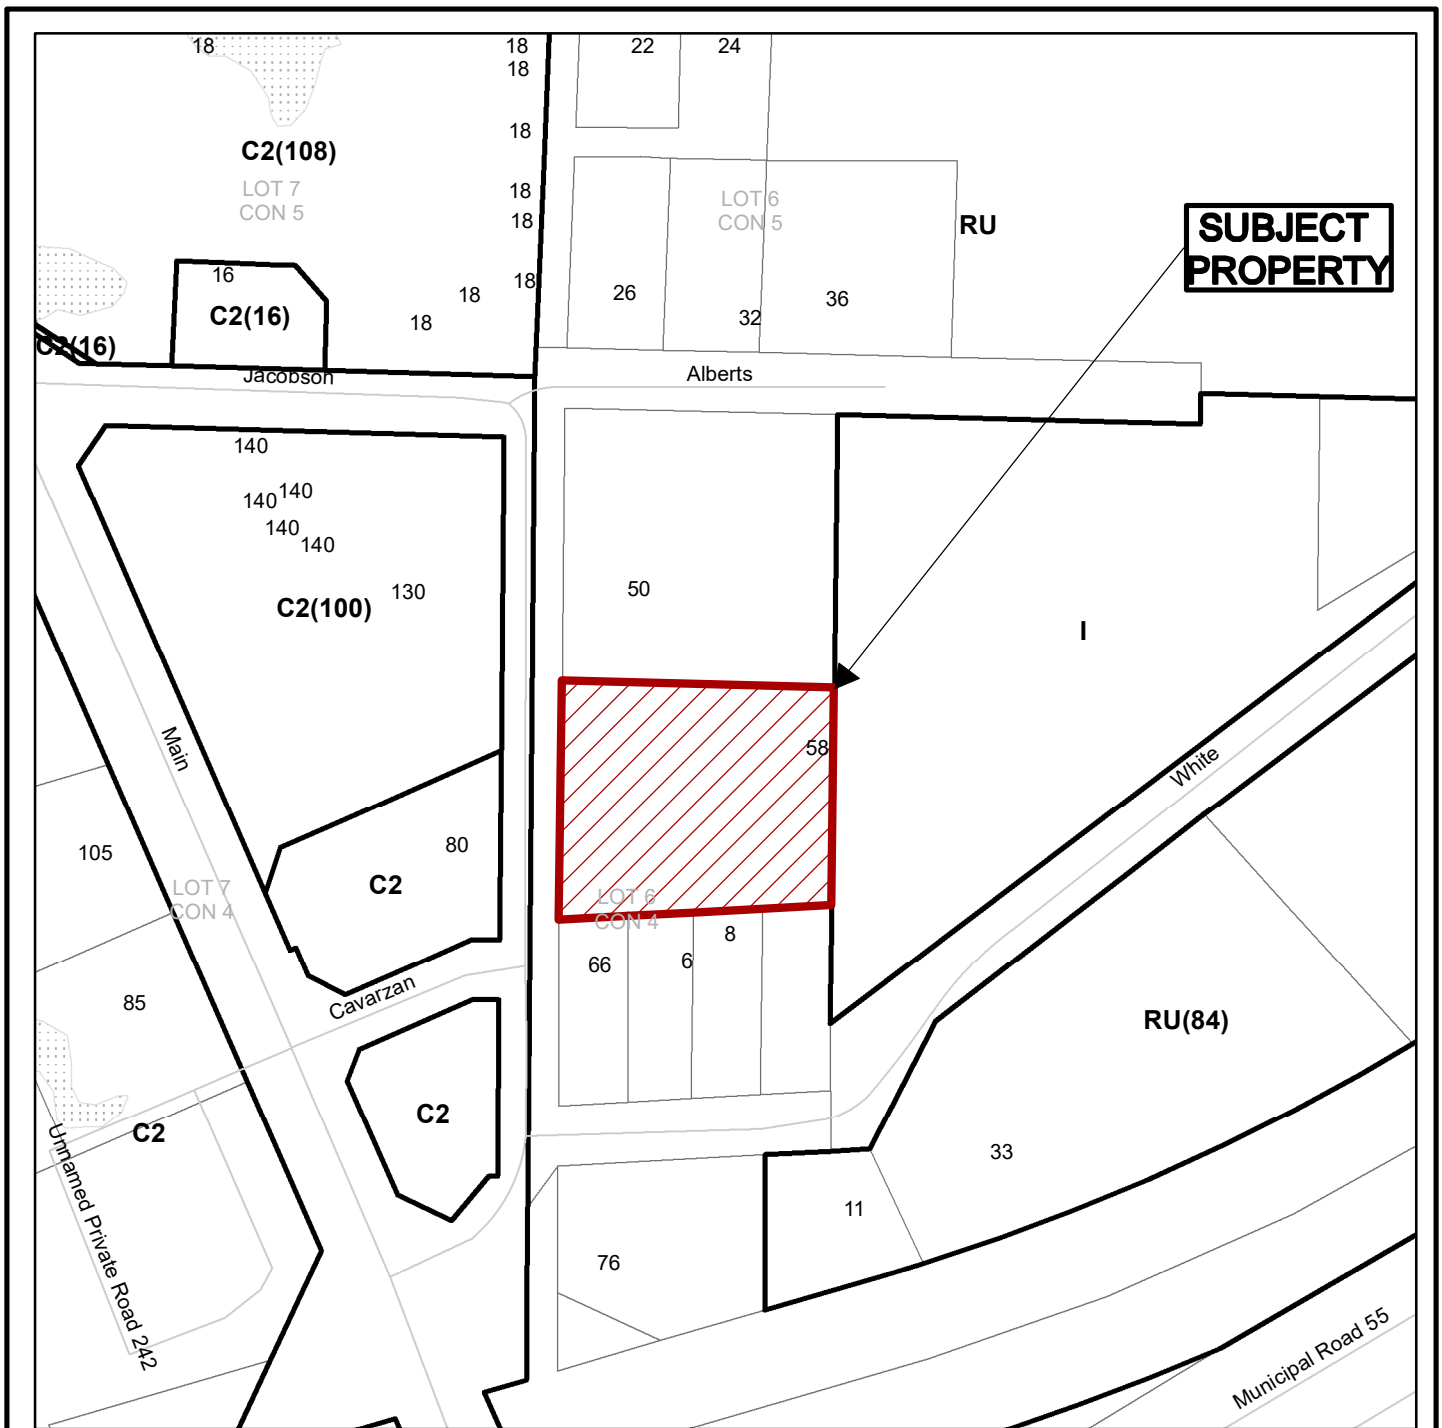 18
18
22
24
18
18
C2(108)
LOT 7
CON 5
18
18
LOT 6
CON 5
RU
SUBJECT
PROPERTY
16
18
18
26
36
C2(16)
18
32
C2(16)
Jacobson
Alberts
140
140
140
140
140
130
50
C2(100)
I
Main
58
White
105
80
C2
LOT 7
CON 4
LOT 6
CON 4
8
66
6
85
Cavarzan
RU(84)
C2
C2
33
Unnamed Private Road 242
11
76
Municipal Road 55